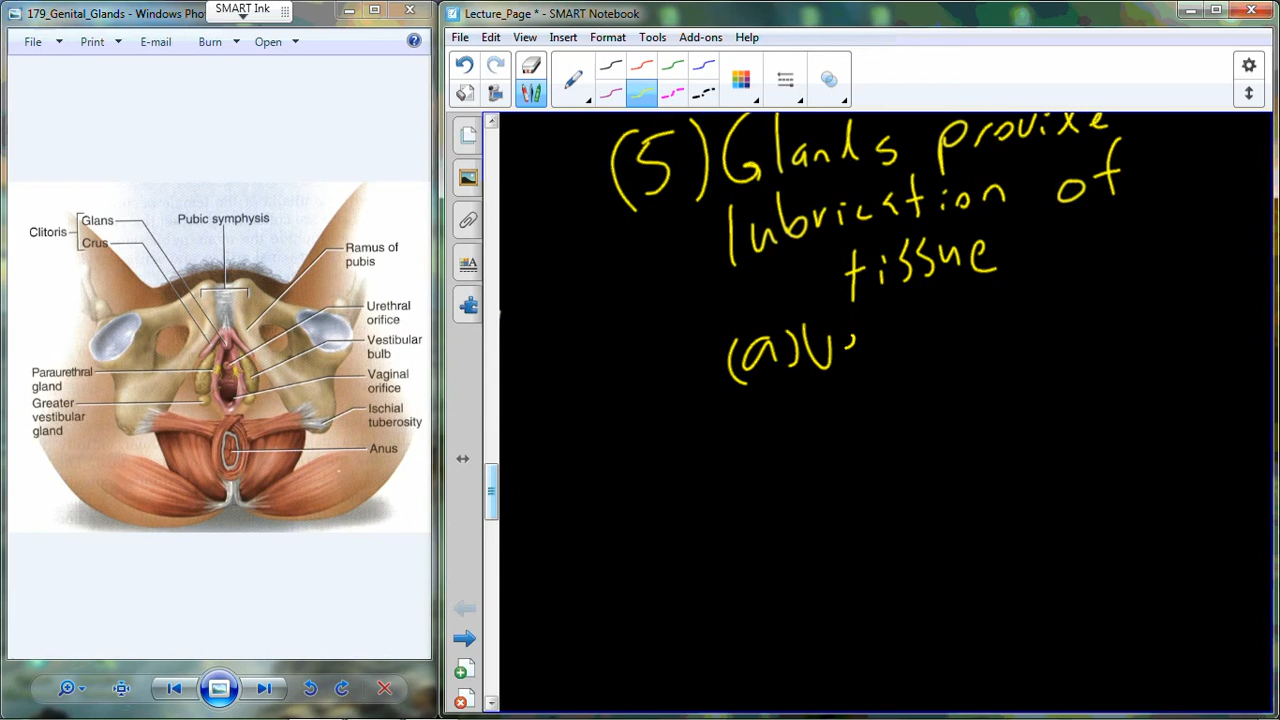 179_Genital_Glands - Windows Pho
SMART Ink
File Print E-mail Burn Open
Lecture_Page * - SMART Notebook
File Edit View Insert Format Tools Add-ons Help
Clitoris
Glans
Crus
Pubic symphysis
Ramus of
pubis
Urethral
orifice
Vestibular
bulb
Paraurethral
gland
Vaginal
orifice
Greater
vestibular
gland
Ischial
tuberosity
Anus
(5) Glands provide
lubrication of
tissue
(a)